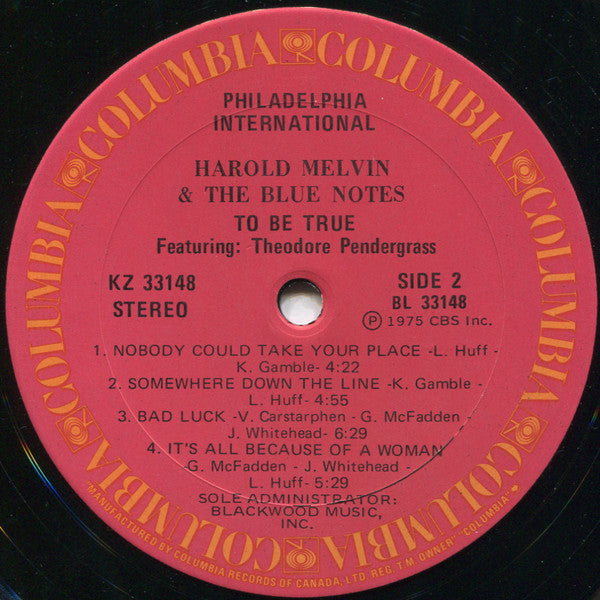 COLUMBIA COLUMBIA COLUMBIA COLUMBIA COLUMBIA COLUMBIA
PHILADELPHIA
INTERNATIONAL
HAROLD MELVIN
& THE BLUE NOTES
TO BE TRUE
Featuring: Theodore Pendergrass
KZ 33148
STEREO
SIDE 2
BL 33148
Ⓟ 1975 CBS Inc.
1. NOBODY COULD TAKE YOUR PLACE -L. Huff-
K. Gamble- 4:22
2. SOMEWHERE DOWN THE LINE -K. Gamble -
L. Huff- 4:55
3. BAD LUCK -V. Carstarphen - G. McFadden -
J. Whitehead- 6:29
4. IT'S ALL BECAUSE OF A WOMAN
G. McFadden - J. Whitehead -
L. Huff- 5:29
SOLE ADMINISTRATOR:
BLACKWOOD MUSIC,
INC.
MANUFACTURED BY COLUMBIA RECORDS OF CANADA, LTD. REG. T.M. OWNER "COLUMBIA"